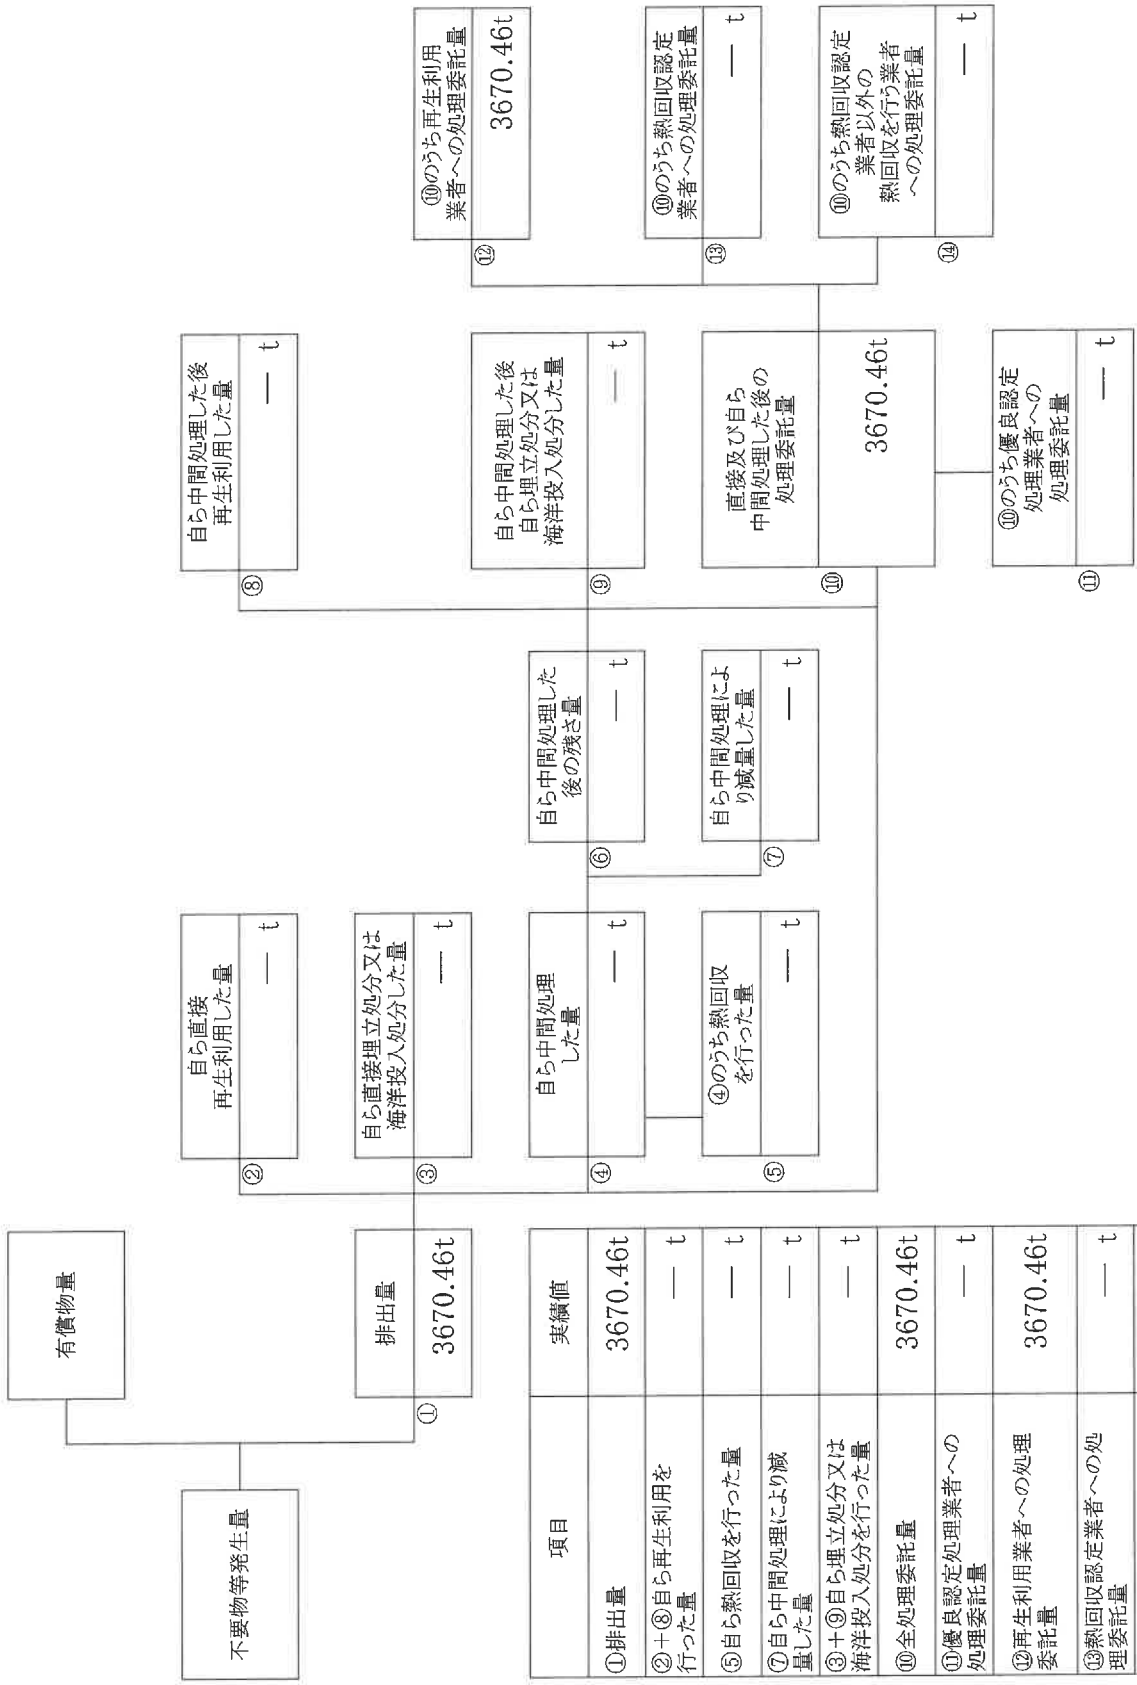 不要物等発生量
有償物量
①
排出量
3670.46t
②
自ら直接
再生利用した量
― t
③
自ら直接埋立処分又は
海洋投入処分した量
― t
④
自ら中間処理
した量
― t
⑤
④のうち熱回収
を行った量
― t
⑥
自ら中間処理した
後の残さ量
― t
⑦
自ら中間処理によ
り減量した量
― t
⑧
自ら中間処理した後
再生利用した量
― t
⑨
自ら中間処理した後
自ら埋立処分又は
海洋投入処分した量
― t
⑩
直接及び自ら
中間処理した後の
処理委託量
3670.46t
⑪
⑩のうち優良認定
処理業者への
処理委託量
― t
⑫
⑩のうち再生利用
業者への処理委託量
3670.46t
⑬
⑩のうち熱回収認定
業者への処理委託量
― t
⑭
⑩のうち熱回収認定
業者以外の
熱回収を行う業者
への処理委託量
― t
項目 実績値
①排出量 3670.46t
②+⑧自ら再生利用を
行った量 ― t
⑤自ら熱回収を行った量 ― t
⑦自ら中間処理により減
量した量 ― t
③+⑨自ら埋立処分又は
海洋投入処分を行った量 ― t
⑩全処理委託量 3670.46t
⑪優良認定処理業者への
処理委託量 ― t
⑫再生利用業者への処理
委託量 3670.46t
⑬熱回収認定業者への処
理委託量 ― t